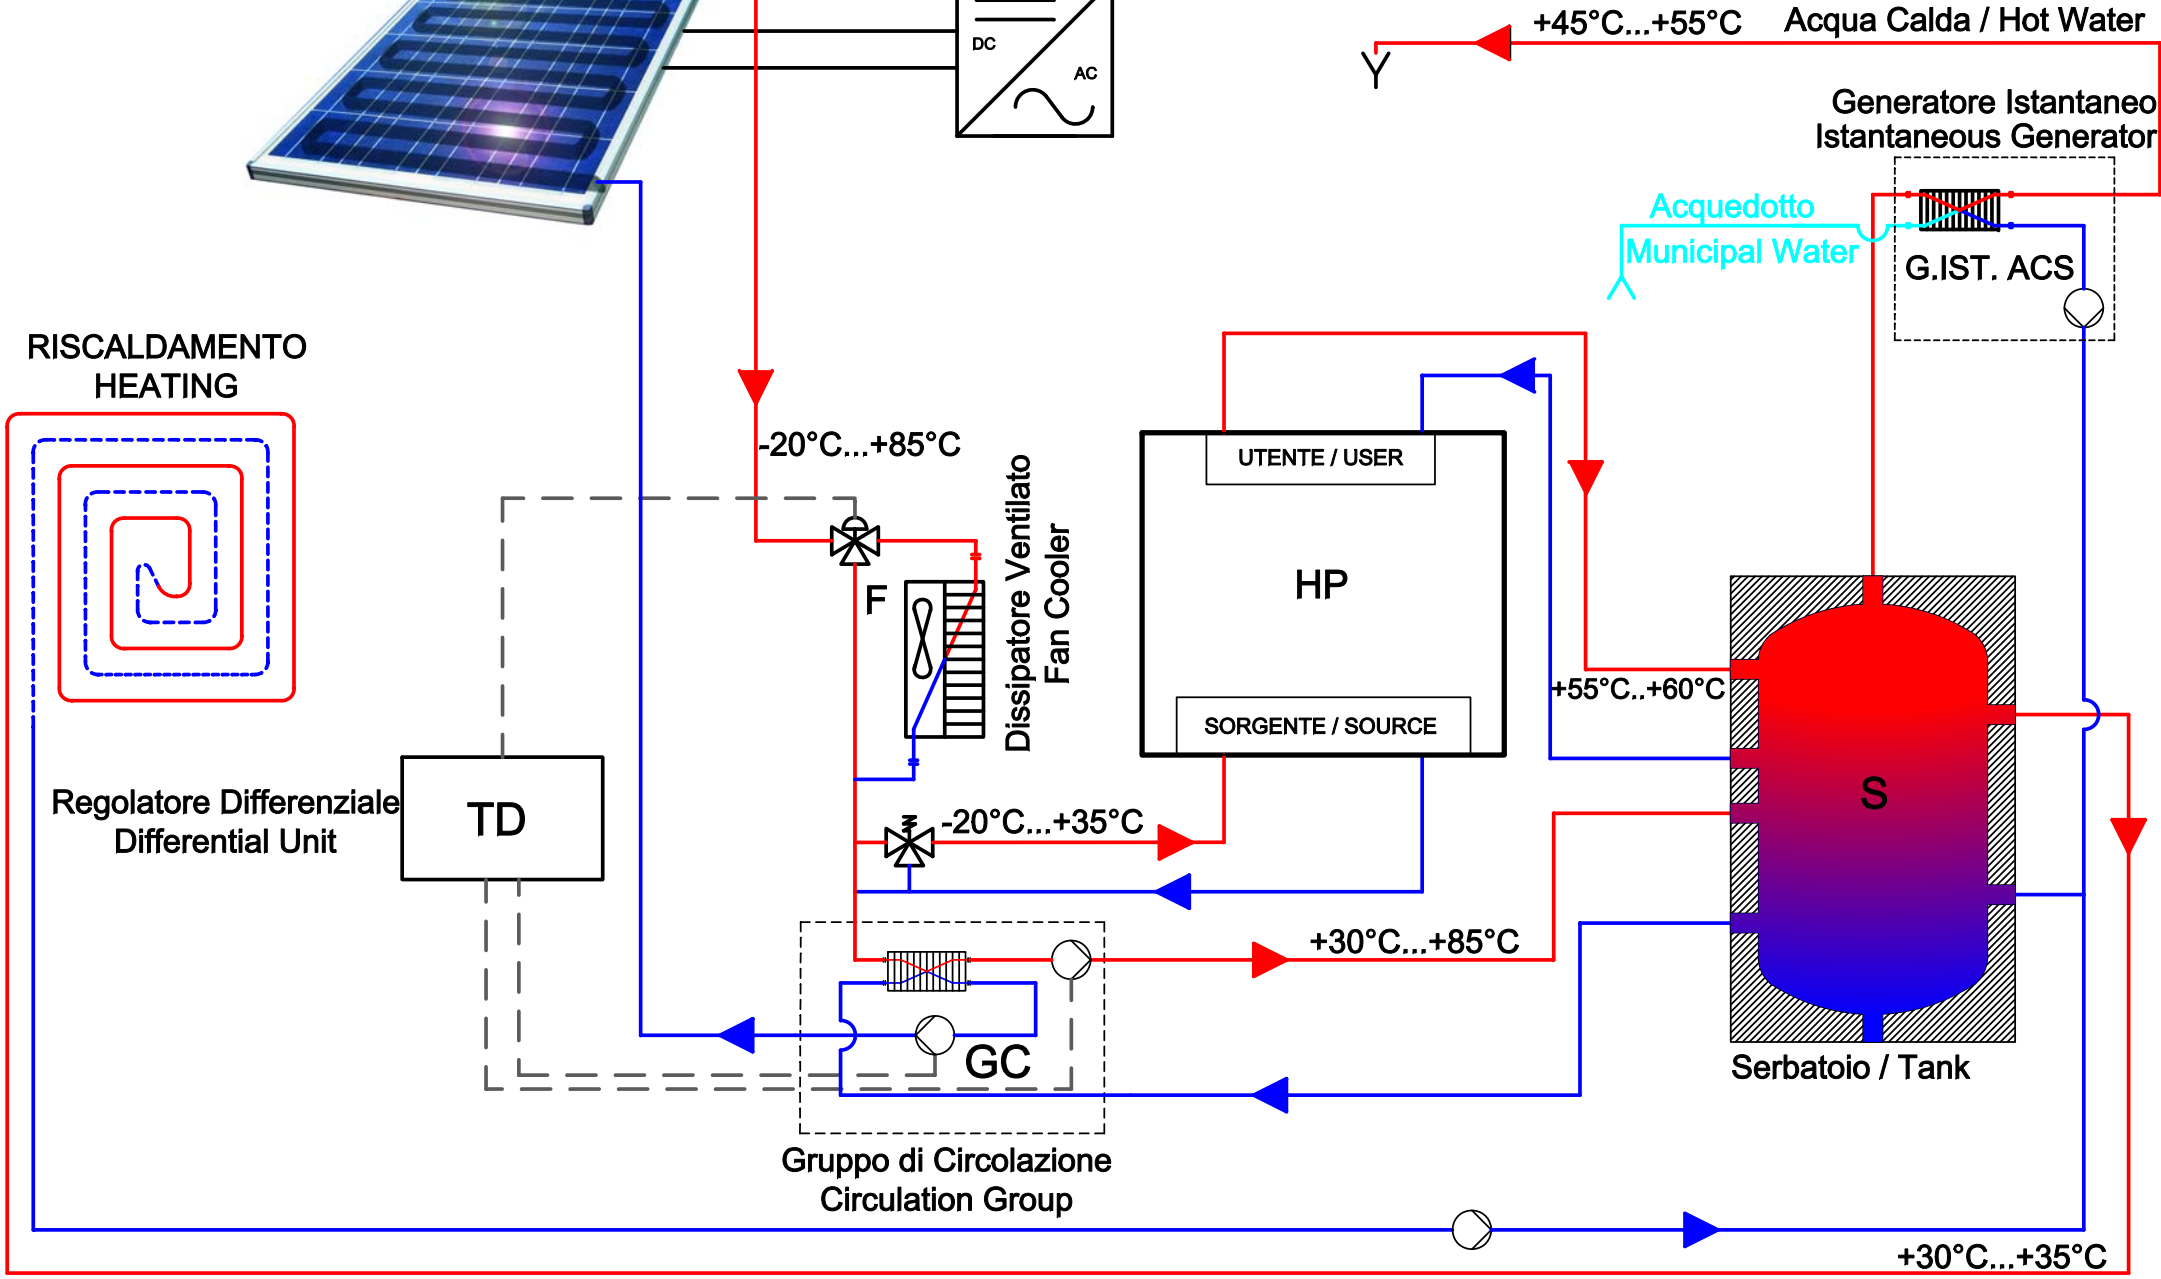 +45°C...+55°C
Acqua Calda / Hot Water
DC
AC
Generatore Istantaneo
Istantaneous Generator
Acquedotto
Municipal Water
G.IST. ACS
RISCALDAMENTO
HEATING
-20°C...+85°C
UTENTE / USER
Dissipatore Ventilato
Fan Cooler
F
HP
+55°C..+60°C
SORGENTE / SOURCE
Regolatore Differenziale
Differential Unit
TD
S
-20°C...+35°C
+30°C...+85°C
GC
Serbatoio / Tank
Gruppo di Circolazione
Circulation Group
+30°C...+35°C